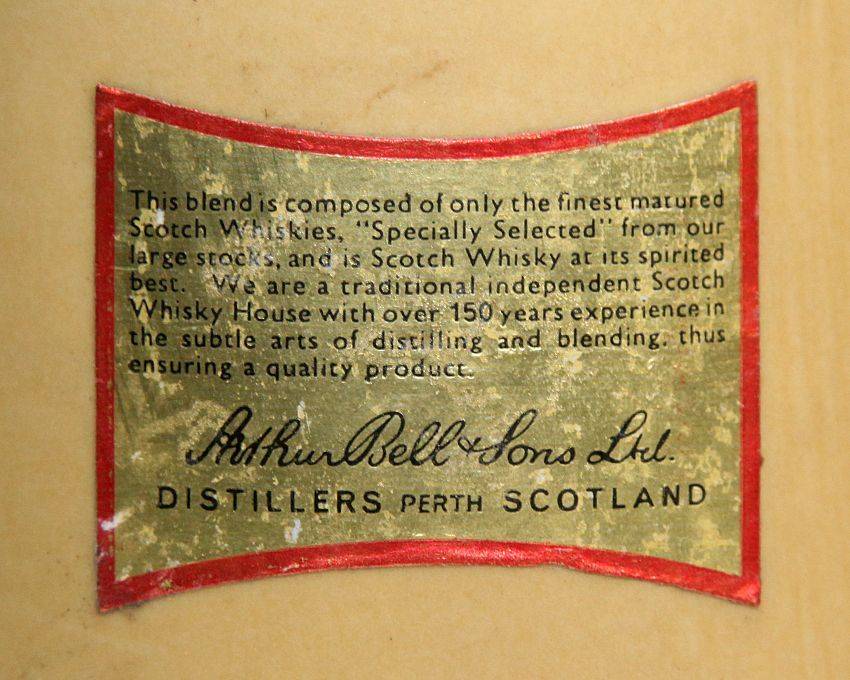 This blend is composed of only the finest matured
Scotch Whiskies, "Specially Selected" from our
large stocks, and is Scotch Whisky at its spirited
best. We are a traditional independent Scotch
Whisky House with over 150 years experience in
the subtle arts of distilling and blending, thus
ensuring a quality product.
Arthur Bell & Sons Ltd.
DISTILLERS PERTH SCOTLAND